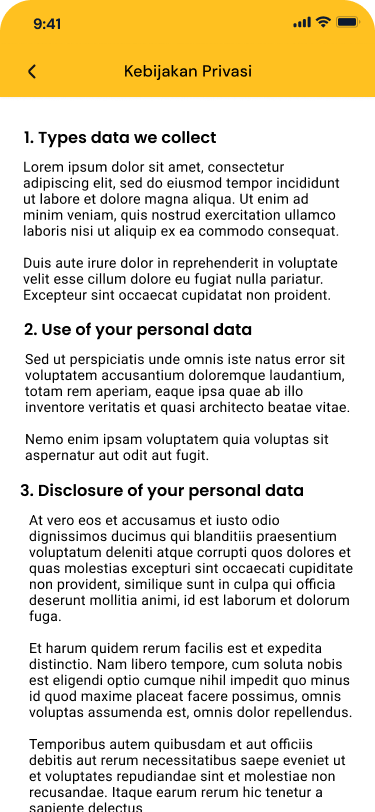 9:41
Kebijakan Privasi
1. Types data we collect
Lorem ipsum dolor sit amet, consectetur
adipiscing elit, sed do eiusmod tempor incididunt
ut labore et dolore magna aliqua. Ut enim ad
minim veniam, quis nostrud exercitation ullamco
laboris nisi ut aliquip ex ea commodo consequat.
Duis aute irure dolor in reprehenderit in voluptate
velit esse cillum dolore eu fugiat nulla pariatur.
Excepteur sint occaecat cupidatat non proident.
2. Use of your personal data
Sed ut perspiciatis unde omnis iste natus error sit
voluptatem accusantium doloremque laudantium,
totam rem aperiam, eaque ipsa quae ab illo
inventore veritatis et quasi architecto beatae vitae.
Nemo enim ipsam voluptatem quia voluptas sit
aspernatur aut odit aut fugit.
3. Disclosure of your personal data
At vero eos et accusamus et iusto odio
dignissimos ducimus qui blanditiis praesentium
voluptatum deleniti atque corrupti quos dolores et
quas molestias excepturi sint occaecati cupiditate
non provident, similique sunt in culpa qui officia
deserunt mollitia animi, id est laborum et dolorum
fuga.
Et harum quidem rerum facilis est et expedita
distinctio. Nam libero tempore, cum soluta nobis
est eligendi optio cumque nihil impedit quo minus
id quod maxime placeat facere possimus, omnis
voluptas assumenda est, omnis dolor repellendus.
Temporibus autem quibusdam et aut officiis
debitis aut rerum necessitatibus saepe eveniet ut
et voluptates repudiandae sint et molestiae non
recusandae. Itaque earum rerum hic tenetur a
sapiente delectus